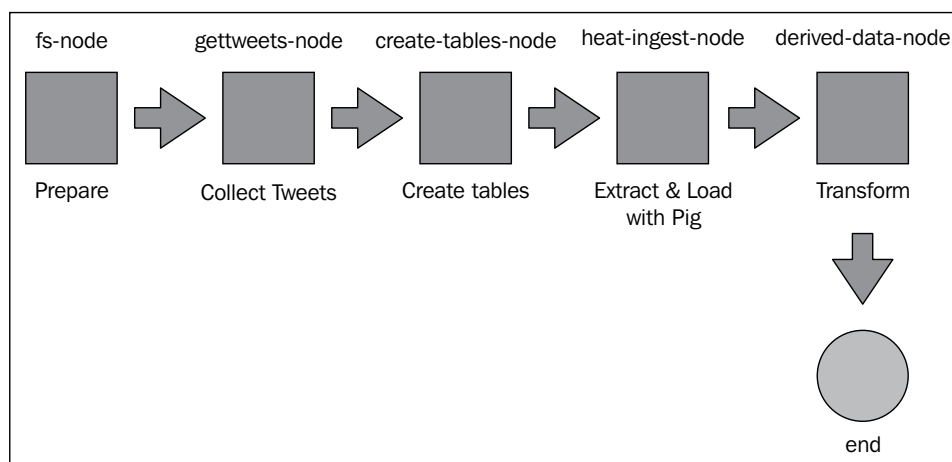 fs-node
gettweets-node
create-tables-node
heat-ingest-node
derived-data-node
Prepare
Collect Tweets
Create tables
Extract & Load
with Pig
Transform
end